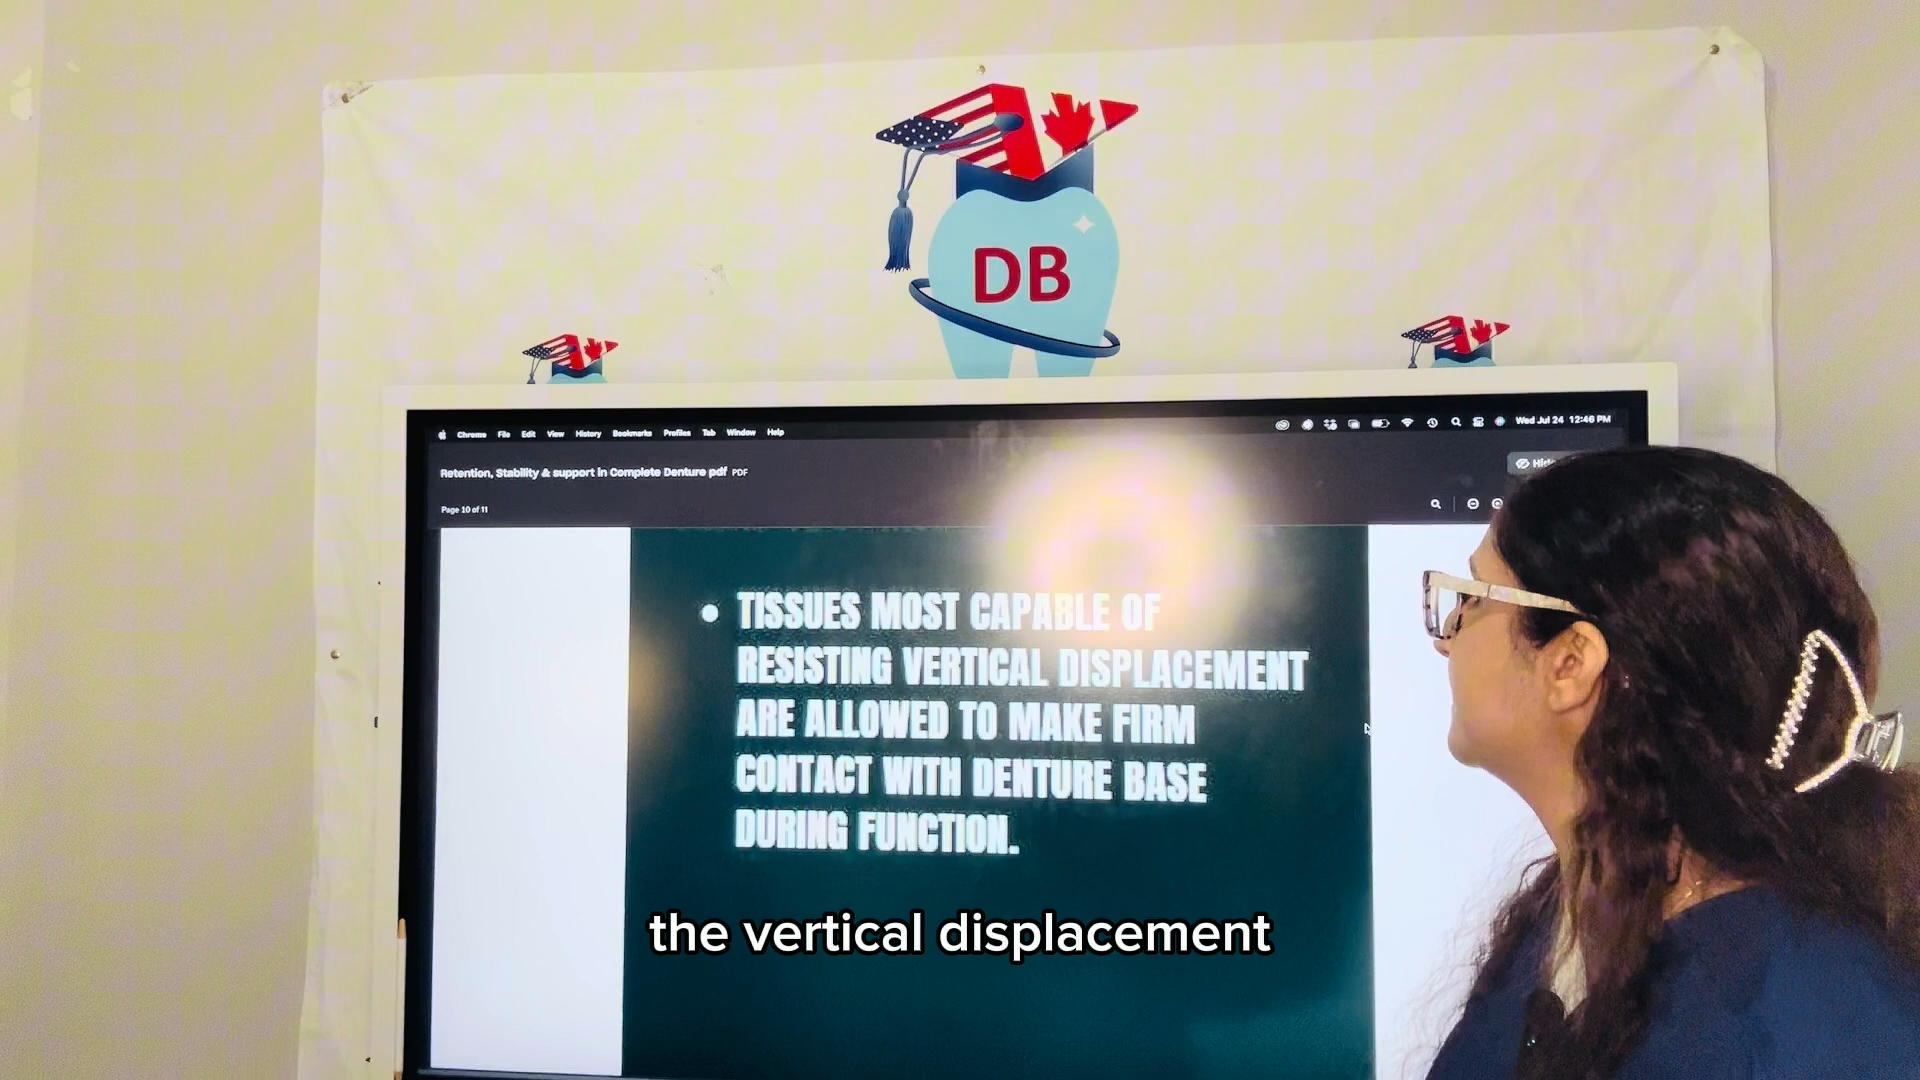 DB
Chrome File Edit View History Bookmarks Profiles Tab Window Help
Wed Jul 24 12:46 PM
Retention, Stability & support in Complete Denture pdf PDF
Page 10 of 11
• TISSUES MOST CAPABLE OF
RESISTING VERTICAL DISPLACEMENT
ARE ALLOWED TO MAKE FIRM
CONTACT WITH DENTURE BASE
DURING FUNCTION.
the vertical displacement